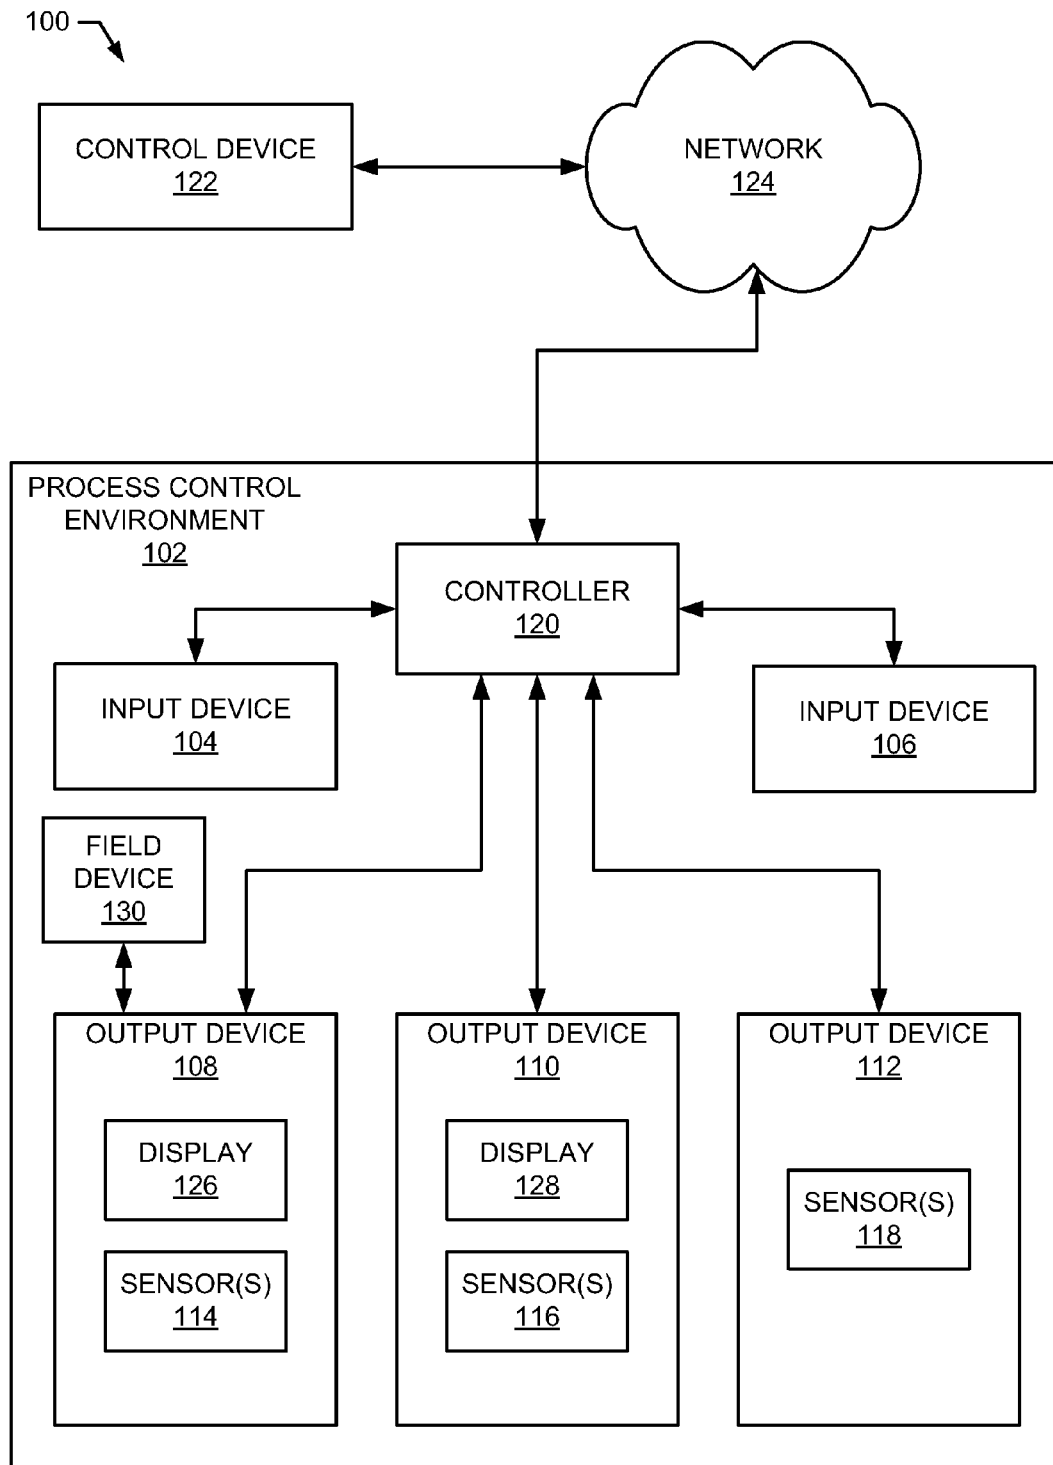 100
CONTROL DEVICE
122
NETWORK
124
PROCESS CONTROL
ENVIRONMENT
102
CONTROLLER
120
INPUT DEVICE
104
INPUT DEVICE
106
FIELD
DEVICE
130
OUTPUT DEVICE
108
DISPLAY
126
SENSOR(S)
114
OUTPUT DEVICE
110
DISPLAY
128
SENSOR(S)
116
OUTPUT DEVICE
112
SENSOR(S)
118